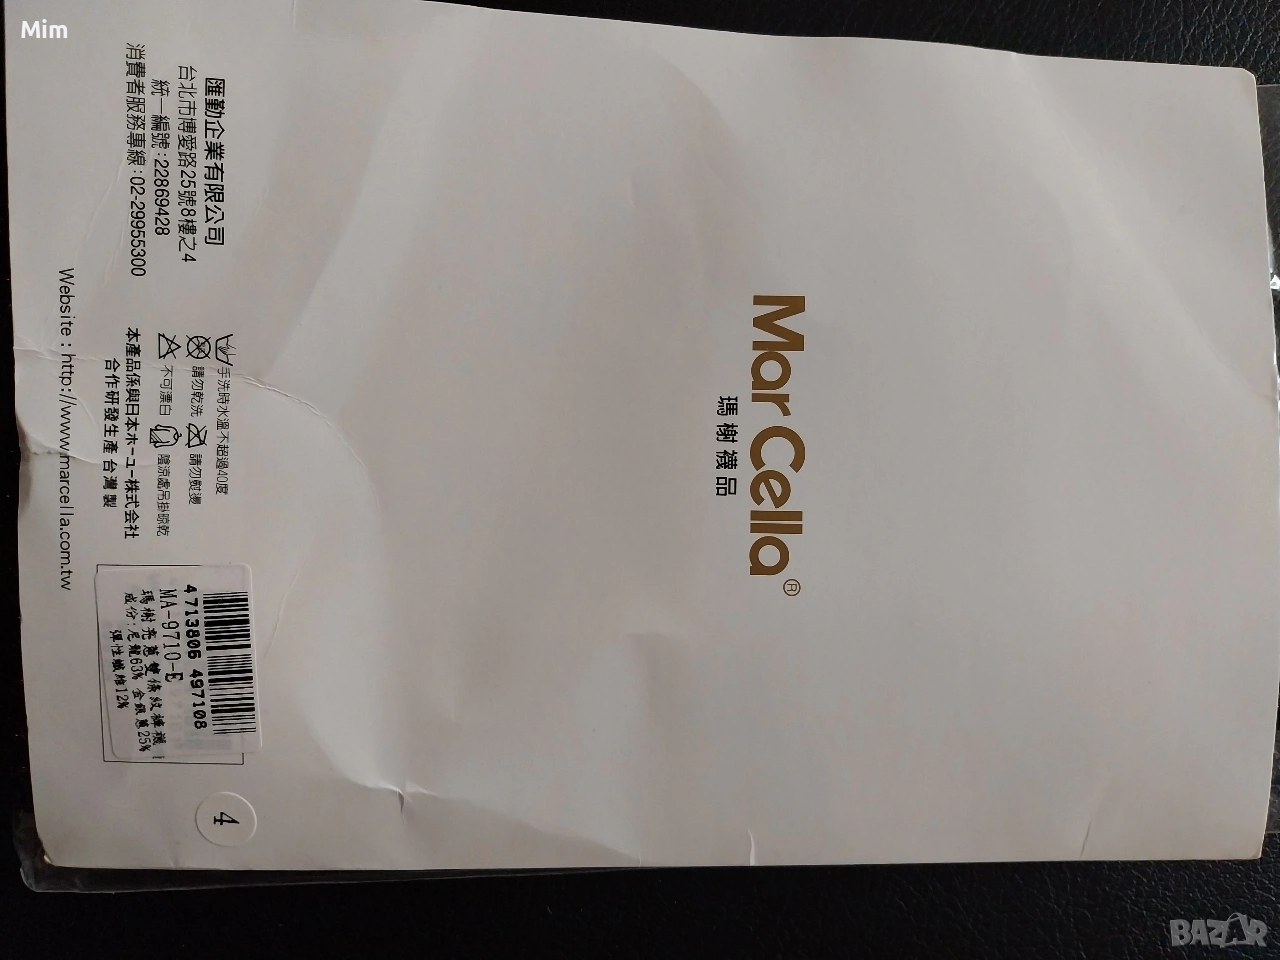 Mim
Mar Cella®
瑪榭襪品
匯勤企業有限公司
台北市博愛路25號8樓之4
統一編號:22869428
消費者服務專線:02-29955300
手洗時水溫不超過40度
請勿乾洗 請勿熨燙
不可漂白 陰涼處吊掛晾乾
本產品係與日本ホーユー株式会社
合作研發生產 台灣製
Website : http://www.marcella.com.tw
4 713806 497108
MA-9710-E
瑪榭亮蔥雙條紋褲襪
成份:尼龍63% 金銀蔥25%
彈性纖維12%
4
BAZAR